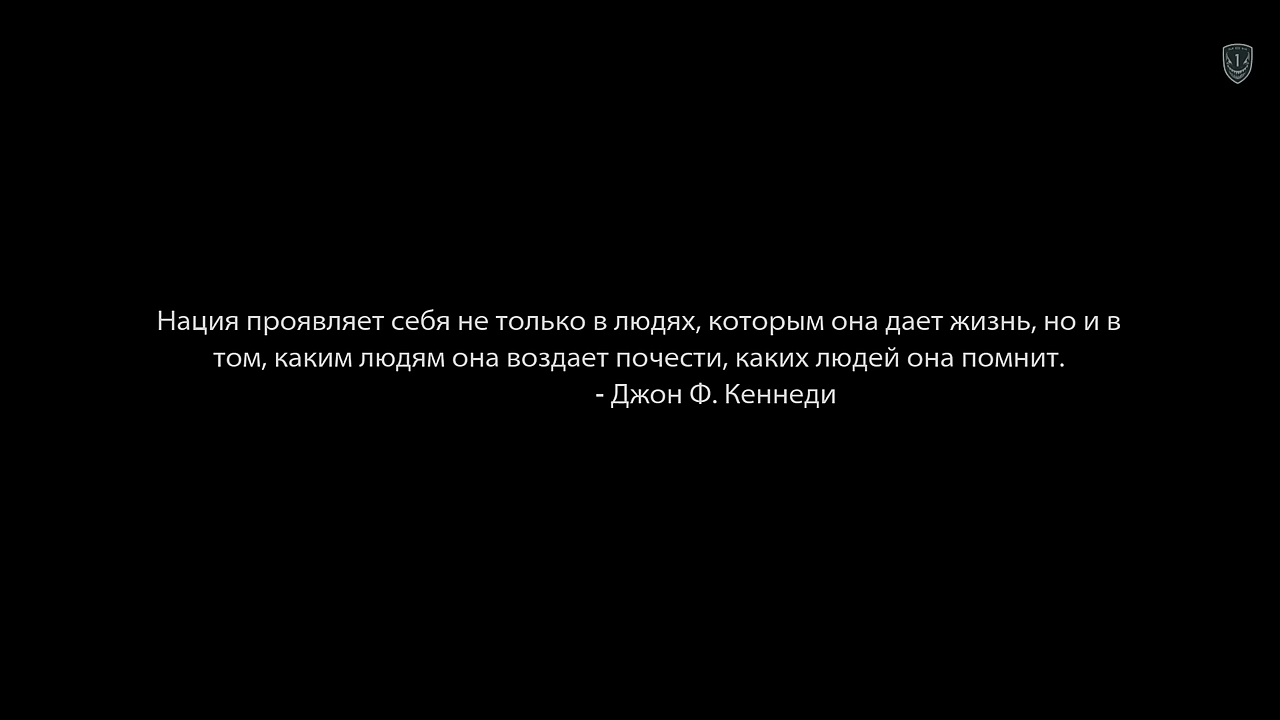 1
Нация проявляет себя не только в людях, которым она дает жизнь, но и в
том, каким людям она воздает почести, каких людей она помнит.
- Джон Ф. Кеннеди